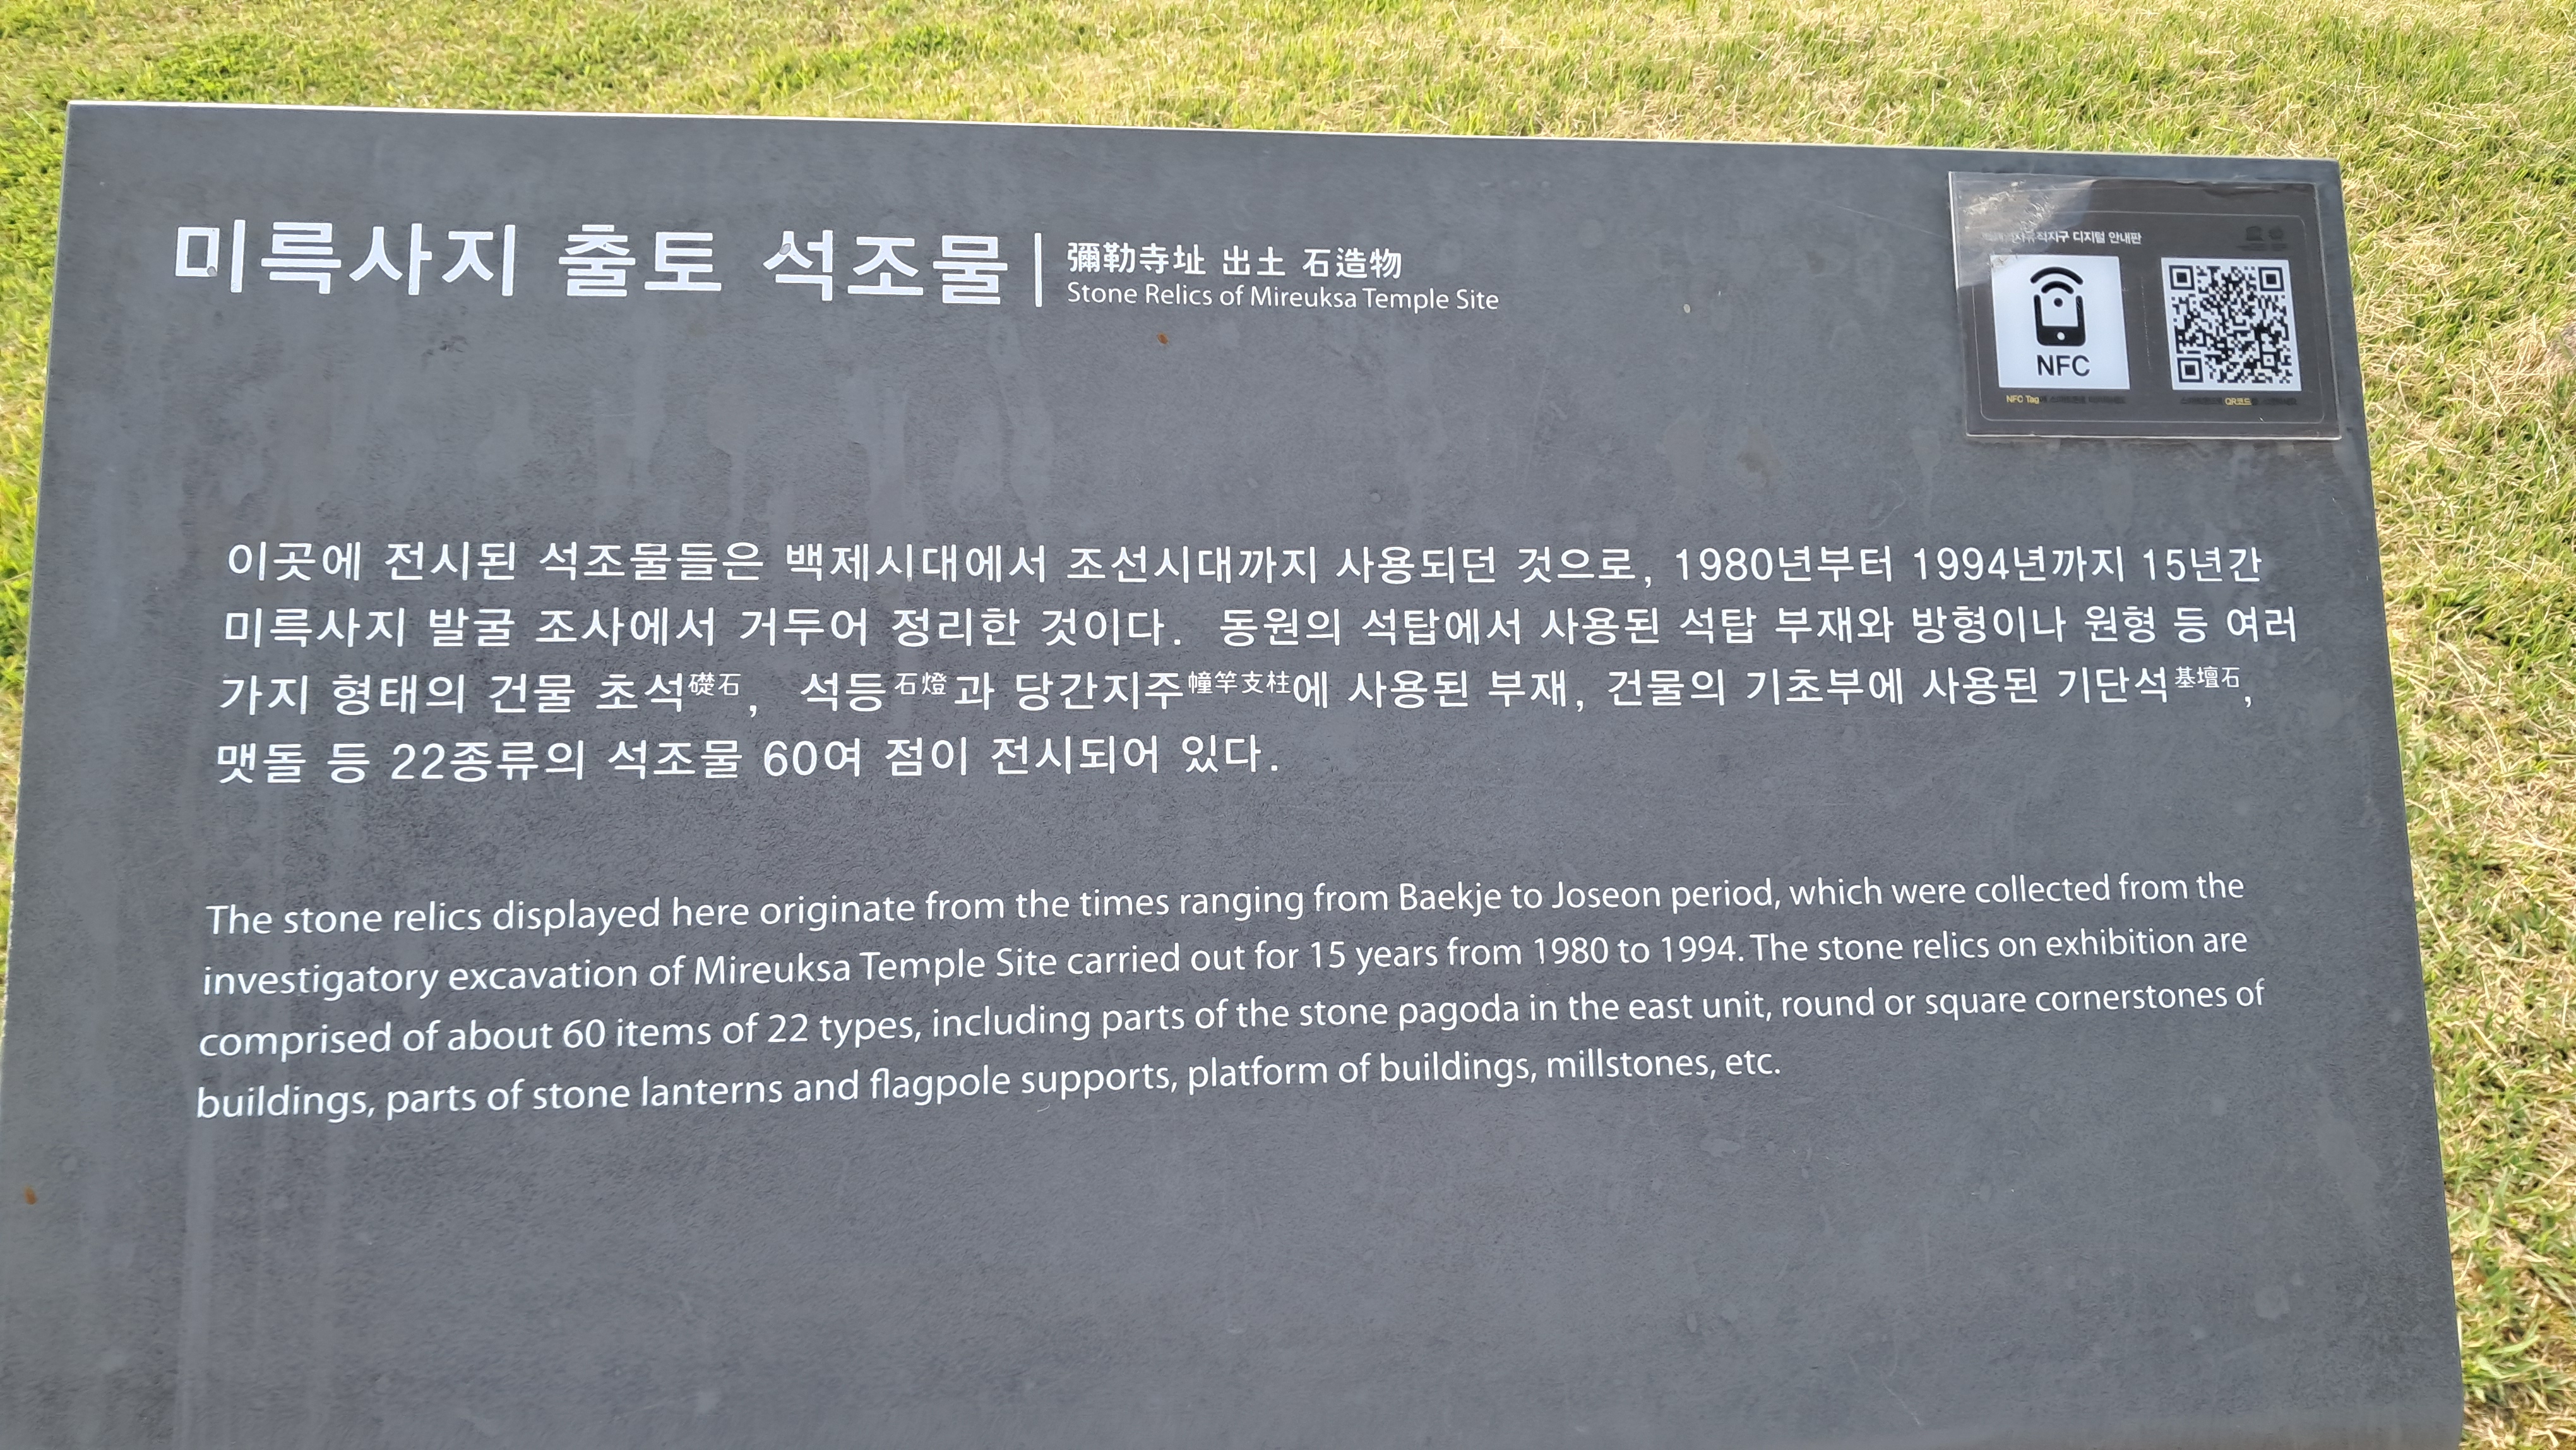 미륵사지 출토 석조물
彌勒寺址 出土 石造物
Stone Relics of Mireuksa Temple Site
디지털 안내판
NFC
NFC Tag
QR코드
이곳에 전시된 석조물들은 백제시대에서 조선시대까지 사용되던 것으로, 1980년부터 1994년까지 15년간
미륵사지 발굴 조사에서 거두어 정리한 것이다. 동원의 석탑에서 사용된 석탑 부재와 방형이나 원형 등 여러
가지 형태의 건물 초석礎石, 석등石燈과 당간지주幢竿支柱에 사용된 부재, 건물의 기초부에 사용된 기단석基壇石,
맷돌 등 22종류의 석조물 60여 점이 전시되어 있다.
The stone relics displayed here originate from the times ranging from Baekje to Joseon period, which were collected from the
investigatory excavation of Mireuksa Temple Site carried out for 15 years from 1980 to 1994. The stone relics on exhibition are
comprised of about 60 items of 22 types, including parts of the stone pagoda in the east unit, round or square cornerstones of
buildings, parts of stone lanterns and flagpole supports, platform of buildings, millstones, etc.